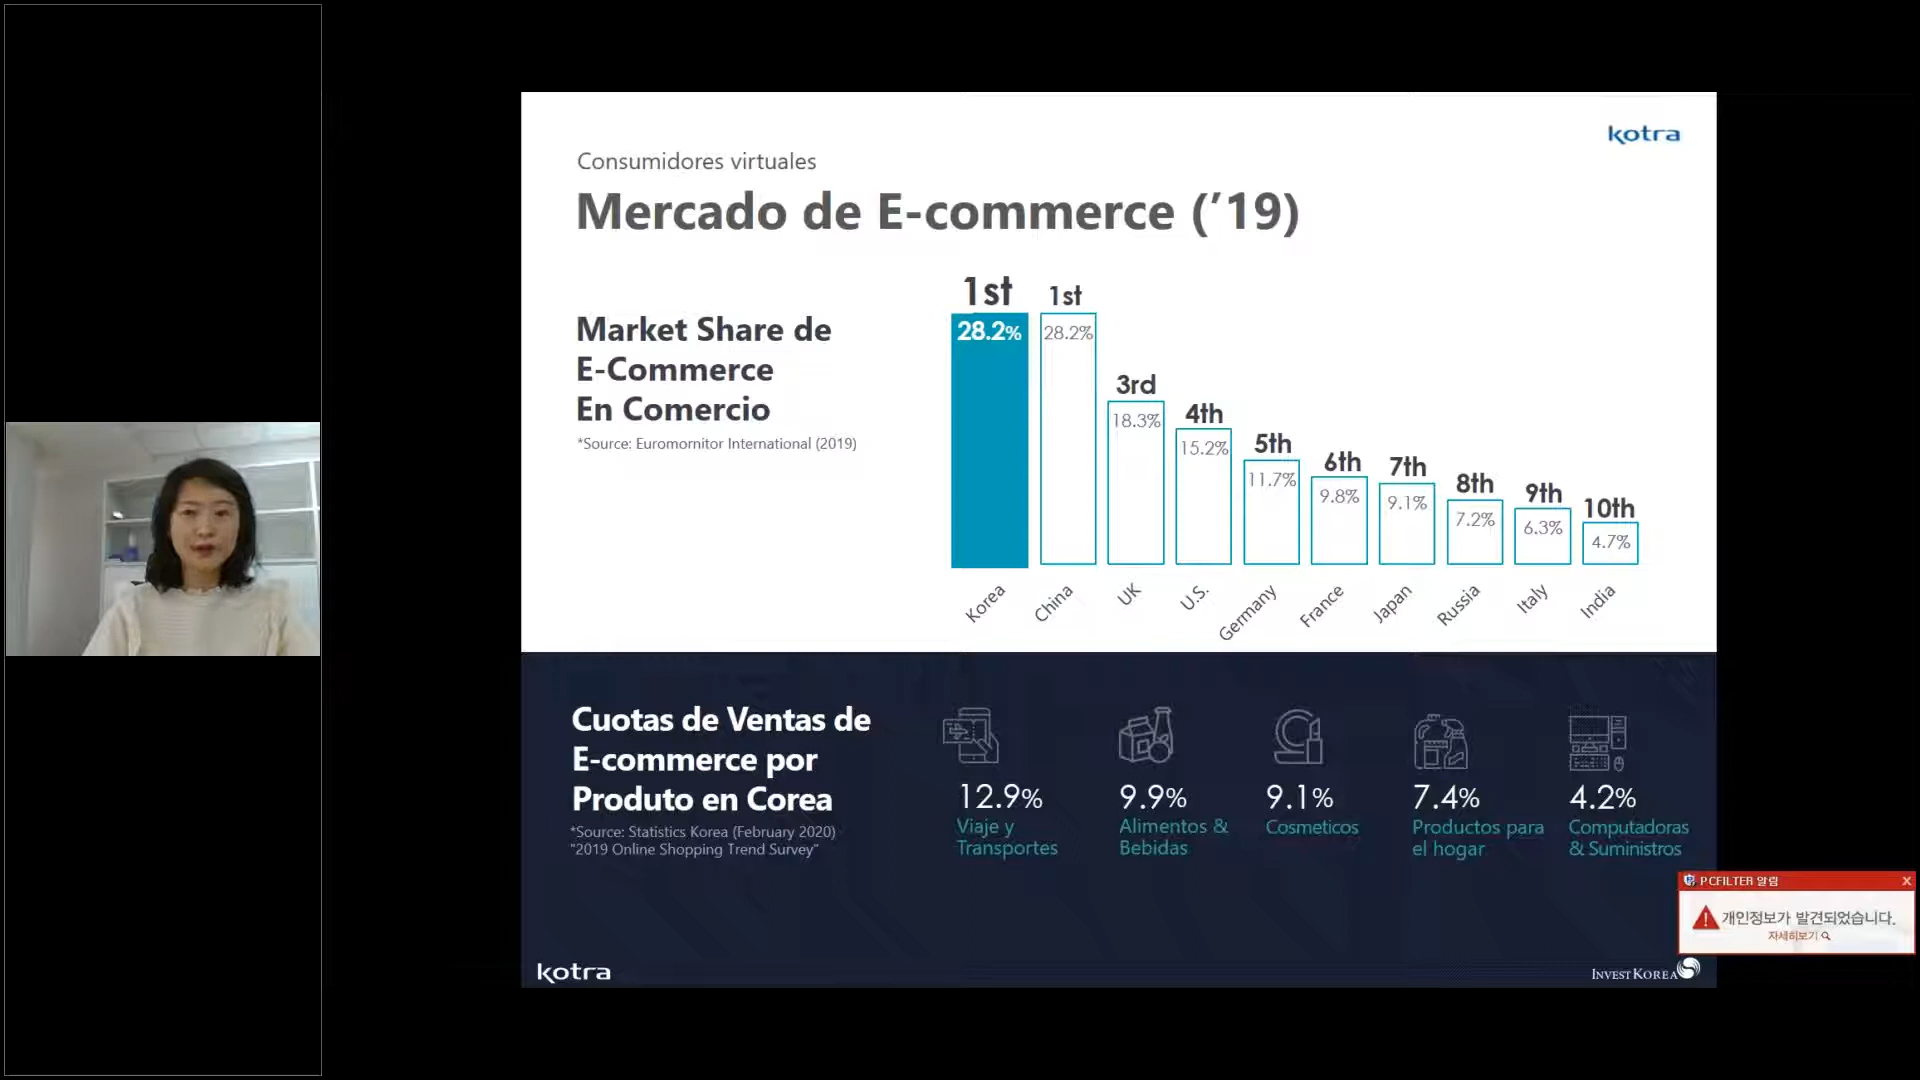 kotra
Consumidores virtuales
Mercado de E-commerce (’19)
Market Share de
E-Commerce
En Comercio
*Source: Euromornitor International (2019)
1st
1st
3rd
4th
5th
6th
7th
8th
9th
10th
28.2%
28.2%
18.3%
15.2%
11.7%
9.8%
9.1%
7.2%
6.3%
4.7%
Korea
China
UK
U.S.
Germany
France
Japan
Russia
Italy
India
Cuotas de Ventas de
E-commerce por
Produto en Corea
*Source: Statistics Korea (February 2020)
"2019 Online Shopping Trend Survey"
12.9%
Viaje y
Transportes
9.9%
Alimentos &
Bebidas
9.1%
Cosmeticos
7.4%
Productos para
el hogar
4.2%
Computadoras
& Suministros
PCFILTER 알림
X
개인정보가 발견되었습니다.
자세히보기
kotra
INVEST KOREA